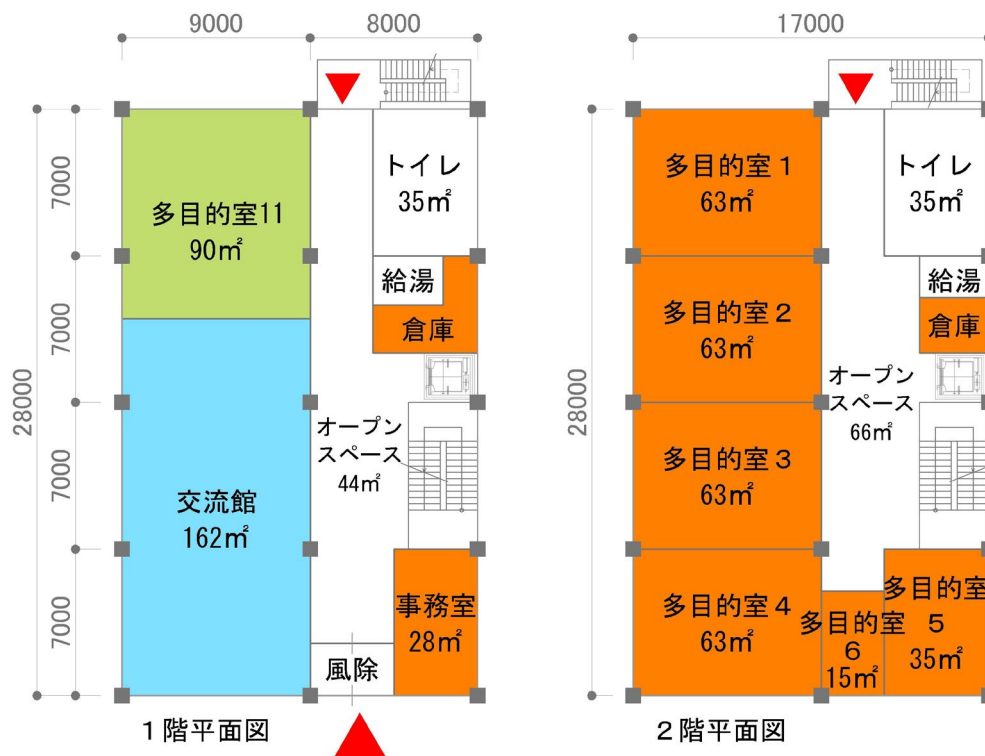 9000
8000
28000
7000
7000
7000
7000
多目的室11
90㎡
トイレ
35㎡
給湯
倉庫
オープン
スペース
44㎡
交流館
162㎡
事務室
28㎡
風除
1階平面図
17000
28000
多目的室1
63㎡
トイレ
35㎡
多目的室2
63㎡
給湯
倉庫
オープン
スペース
66㎡
多目的室3
63㎡
多目的室4
63㎡
多目的室
6
15㎡
多目的室
5
35㎡
2階平面図